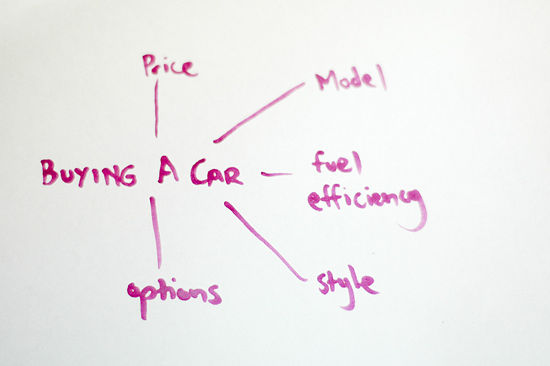 Price
Model
BUYING A CAR
fuel
efficiency
options
style